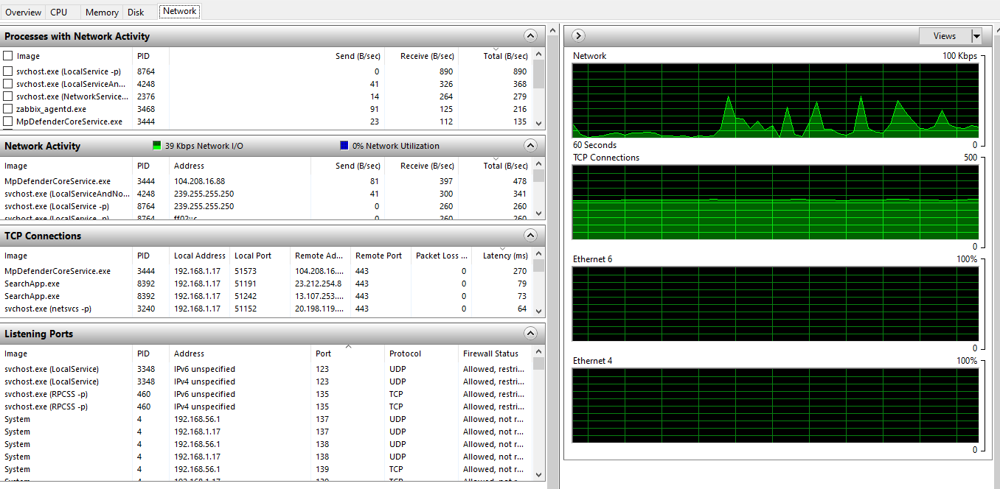 Overview CPU Memory Disk Network
Processes with Network Activity
Image PID Send (B/sec) Receive (B/sec) Total (B/sec)
svchost.exe (LocalService -p) 8764 0 890 890
svchost.exe (LocalServiceAn... 4248 41 326 368
svchost.exe (NetworkService... 2376 14 264 279
zabbix_agentd.exe 3468 91 125 216
MpDefenderCoreService.exe 3444 23 112 135
Network Activity 39 Kbps Network I/O 0% Network Utilization
Image PID Address Send (B/sec) Receive (B/sec) Total (B/sec)
MpDefenderCoreService.exe 3444 104.208.16.88 81 397 478
svchost.exe (LocalServiceAndNo... 4248 239.255.255.250 41 300 341
svchost.exe (LocalService -p) 8764 239.255.255.250 0 260 260
svchost.exe (LocalService -p) 8764 ff02::c 0 260 260
TCP Connections
Image PID Local Address Local Port Remote Ad... Remote Port Packet Loss ... Latency (ms)
MpDefenderCoreService.exe 3444 192.168.1.17 51573 104.208.16.... 443 0 270
SearchApp.exe 8392 192.168.1.17 51191 23.212.254.8 443 0 79
SearchApp.exe 8392 192.168.1.17 51242 13.107.253.... 443 0 73
svchost.exe (netsvcs -p) 3240 192.168.1.17 51152 20.198.119.... 443 0 64
Listening Ports
Image PID Address Port Protocol Firewall Status
svchost.exe (LocalService) 3348 IPv6 unspecified 123 UDP Allowed, restri...
svchost.exe (LocalService) 3348 IPv4 unspecified 123 UDP Allowed, restri...
svchost.exe (RPCSS -p) 460 IPv6 unspecified 135 TCP Allowed, restri...
svchost.exe (RPCSS -p) 460 IPv4 unspecified 135 TCP Allowed, restri...
System 4 192.168.56.1 137 UDP Allowed, not r...
System 4 192.168.1.17 137 UDP Allowed, not r...
System 4 192.168.56.1 138 UDP Allowed, not r...
System 4 192.168.1.17 138 UDP Allowed, not r...
System 4 192.168.56.1 139 TCP Allowed, not r...
System 4 192.168.1.17 139 TCP Allowed, not r...
Views
Network 100 Kbps
60 Seconds 0
TCP Connections 500
0
Ethernet 6 100%
0
Ethernet 4 100%
0